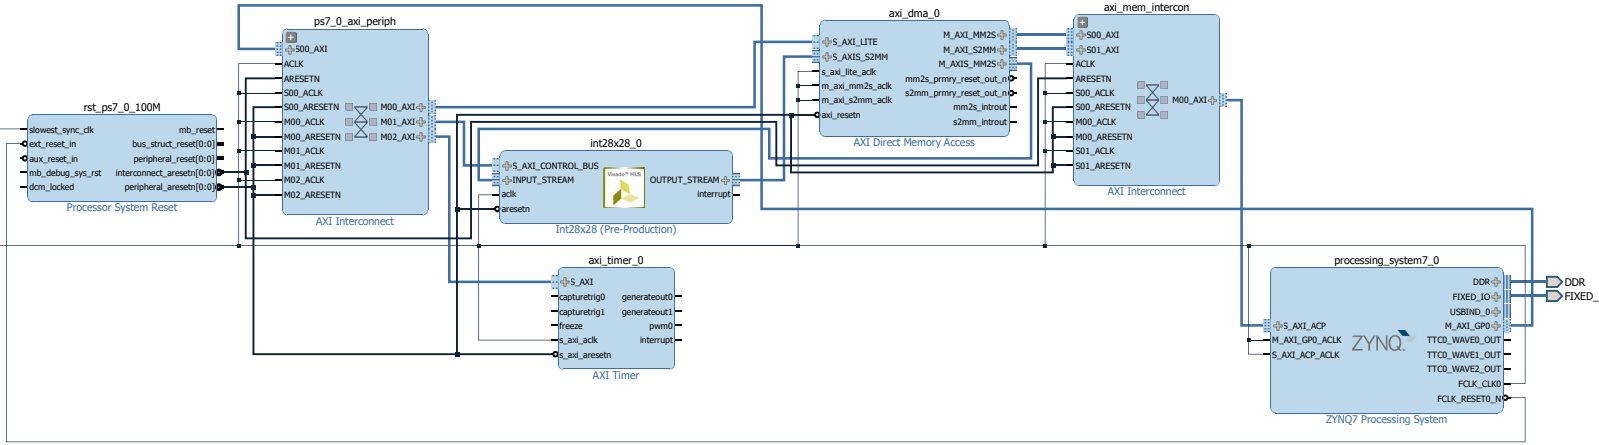 rst_ps7_0_100M
slowest_sync_clk
ext_reset_in
aux_reset_in
mb_debug_sys_rst
dcm_locked
mb_reset
bus_struct_reset[0:0]
peripheral_reset[0:0]
interconnect_aresetn[0:0]
peripheral_aresetn[0:0]
Processor System Reset
ps7_0_axi_periph
S00_AXI
ACLK
ARESETN
S00_ACLK
S00_ARESETN
M00_ACLK
M00_ARESETN
M01_ACLK
M01_ARESETN
M02_ACLK
M02_ARESETN
M00_AXI
M01_AXI
M02_AXI
AXI Interconnect
int28x28_0
S_AXI_CONTROL_BUS
INPUT_STREAM
aclk
aresetn
Vivado™ HLS
OUTPUT_STREAM
interrupt
Int28x28 (Pre-Production)
axi_timer_0
S_AXI
capturetrig0
capturetrig1
freeze
s_axi_aclk
s_axi_aresetn
generateout0
generateout1
pwm0
interrupt
AXI Timer
axi_dma_0
S_AXI_LITE
S_AXIS_S2MM
s_axi_lite_aclk
m_axi_mm2s_aclk
m_axi_s2mm_aclk
axi_resetn
M_AXI_MM2S
M_AXI_S2MM
M_AXIS_MM2S
mm2s_prmry_reset_out_n
s2mm_prmry_reset_out_n
mm2s_introut
s2mm_introut
AXI Direct Memory Access
axi_mem_intercon
S00_AXI
S01_AXI
ACLK
ARESETN
S00_ACLK
S00_ARESETN
M00_ACLK
M00_ARESETN
S01_ACLK
S01_ARESETN
M00_AXI
AXI Interconnect
processing_system7_0
S_AXI_ACP
M_AXI_GP0_ACLK
S_AXI_ACP_ACLK
ZYNQ.
DDR
FIXED_IO
USBIND_0
M_AXI_GP0
TTC0_WAVE0_OUT
TTC0_WAVE1_OUT
TTC0_WAVE2_OUT
FCLK_CLK0
FCLK_RESET0_N
ZYNQ7 Processing System
DDR
FIXED_